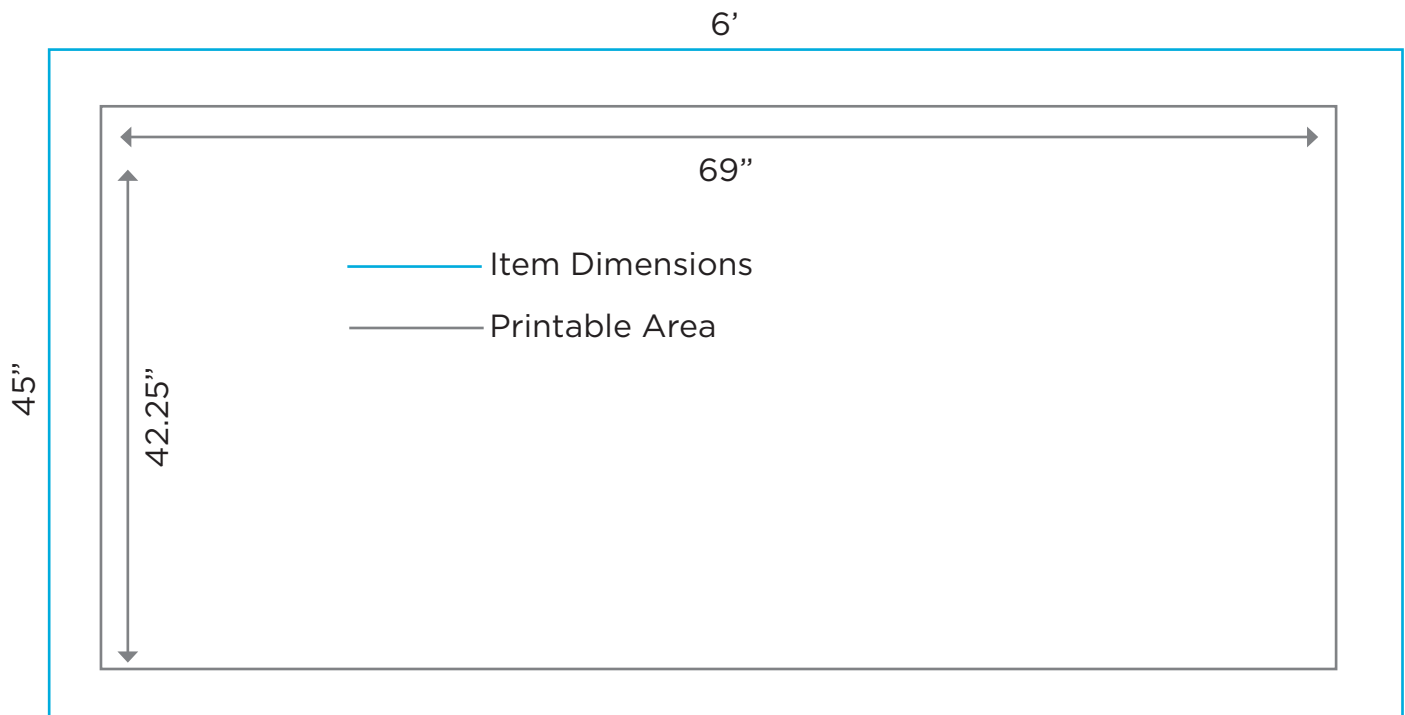 6’
69”
Item Dimensions
Printable Area
45”
42.25”